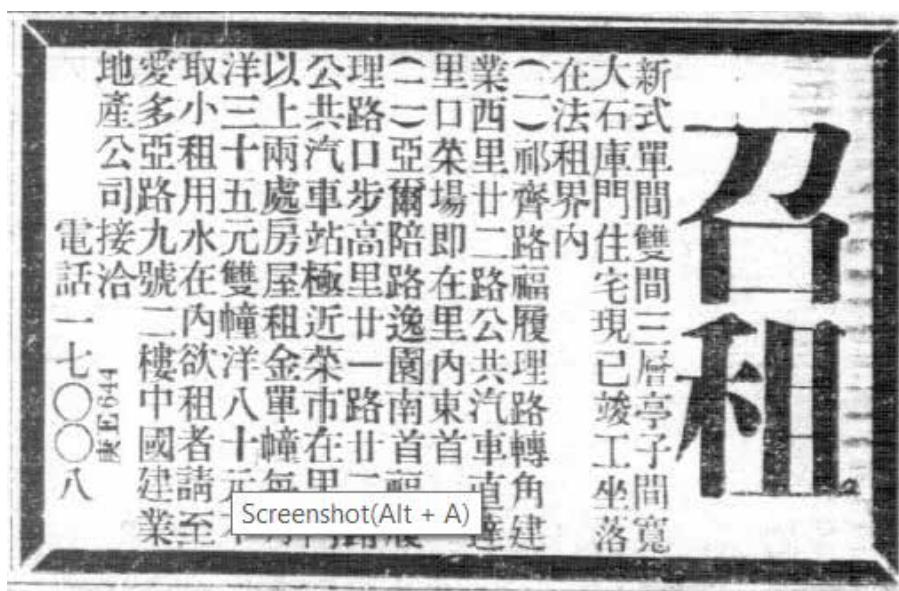 召租
新式單間雙間三層亭子間寬
大石庫門住宅現已竣工坐落
在法租界內
(一)祁齊路福履理路轉角建
業西里廿二路公共汽車直達
里口菜場即在里內東首
(二)亞爾陪路逸園南首福履
理路口步高里廿一路廿二路
公共汽車站極近菜市在里
以上兩處房屋租金單幢每
洋三十五元雙幢洋八十元
取小租用水在內欲租者請至
愛多亞路九號二樓中國建業
地產公司接洽
電話一七〇〇八
E644
Screenshot(Alt + A)